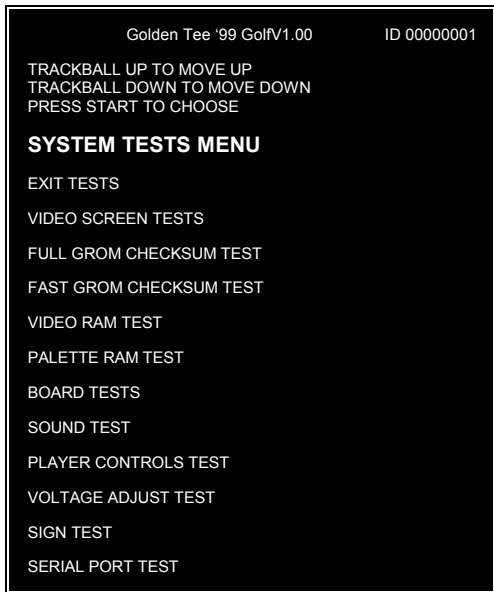 Golden Tee ‘99 GolfV1.00 ID 00000001
TRACKBALL UP TO MOVE UP
TRACKBALL DOWN TO MOVE DOWN
PRESS START TO CHOOSE
SYSTEM TESTS MENU
EXIT TESTS
VIDEO SCREEN TESTS
FULL GROM CHECKSUM TEST
FAST GROM CHECKSUM TEST
VIDEO RAM TEST
PALETTE RAM TEST
BOARD TESTS
SOUND TEST
PLAYER CONTROLS TEST
VOLTAGE ADJUST TEST
SIGN TEST
SERIAL PORT TEST